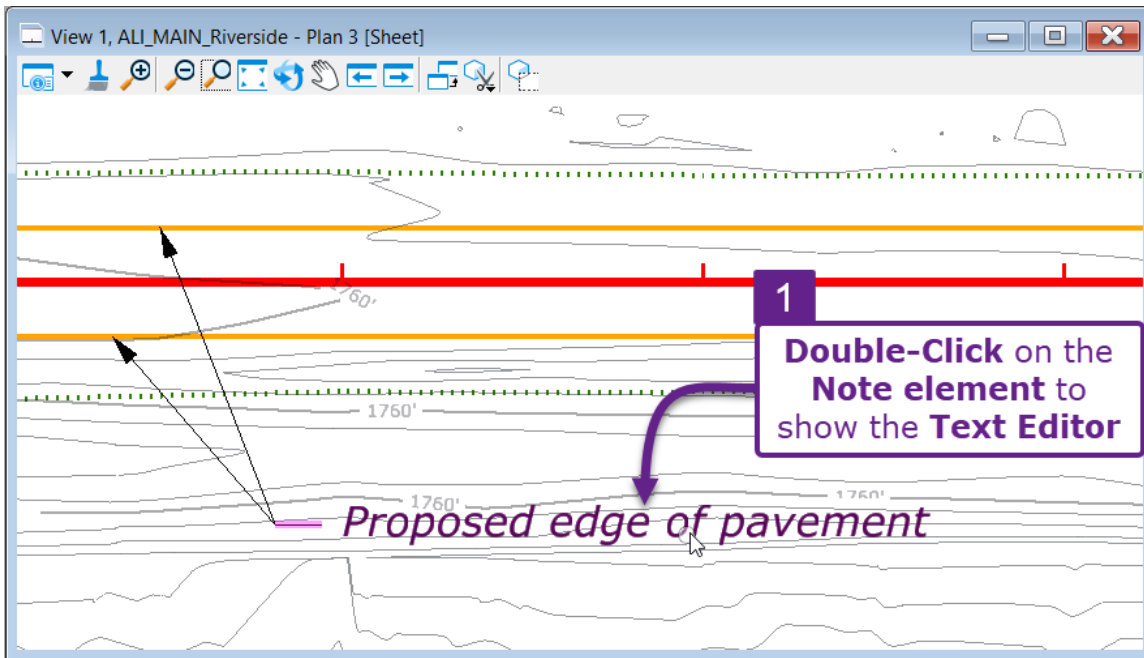 View 1, ALI_MAIN_Riverside - Plan 3 [Sheet]
1760'
1
Double-Click on the
Note element to
show the Text Editor
1760'
1760'
1760'
Proposed edge of pavement